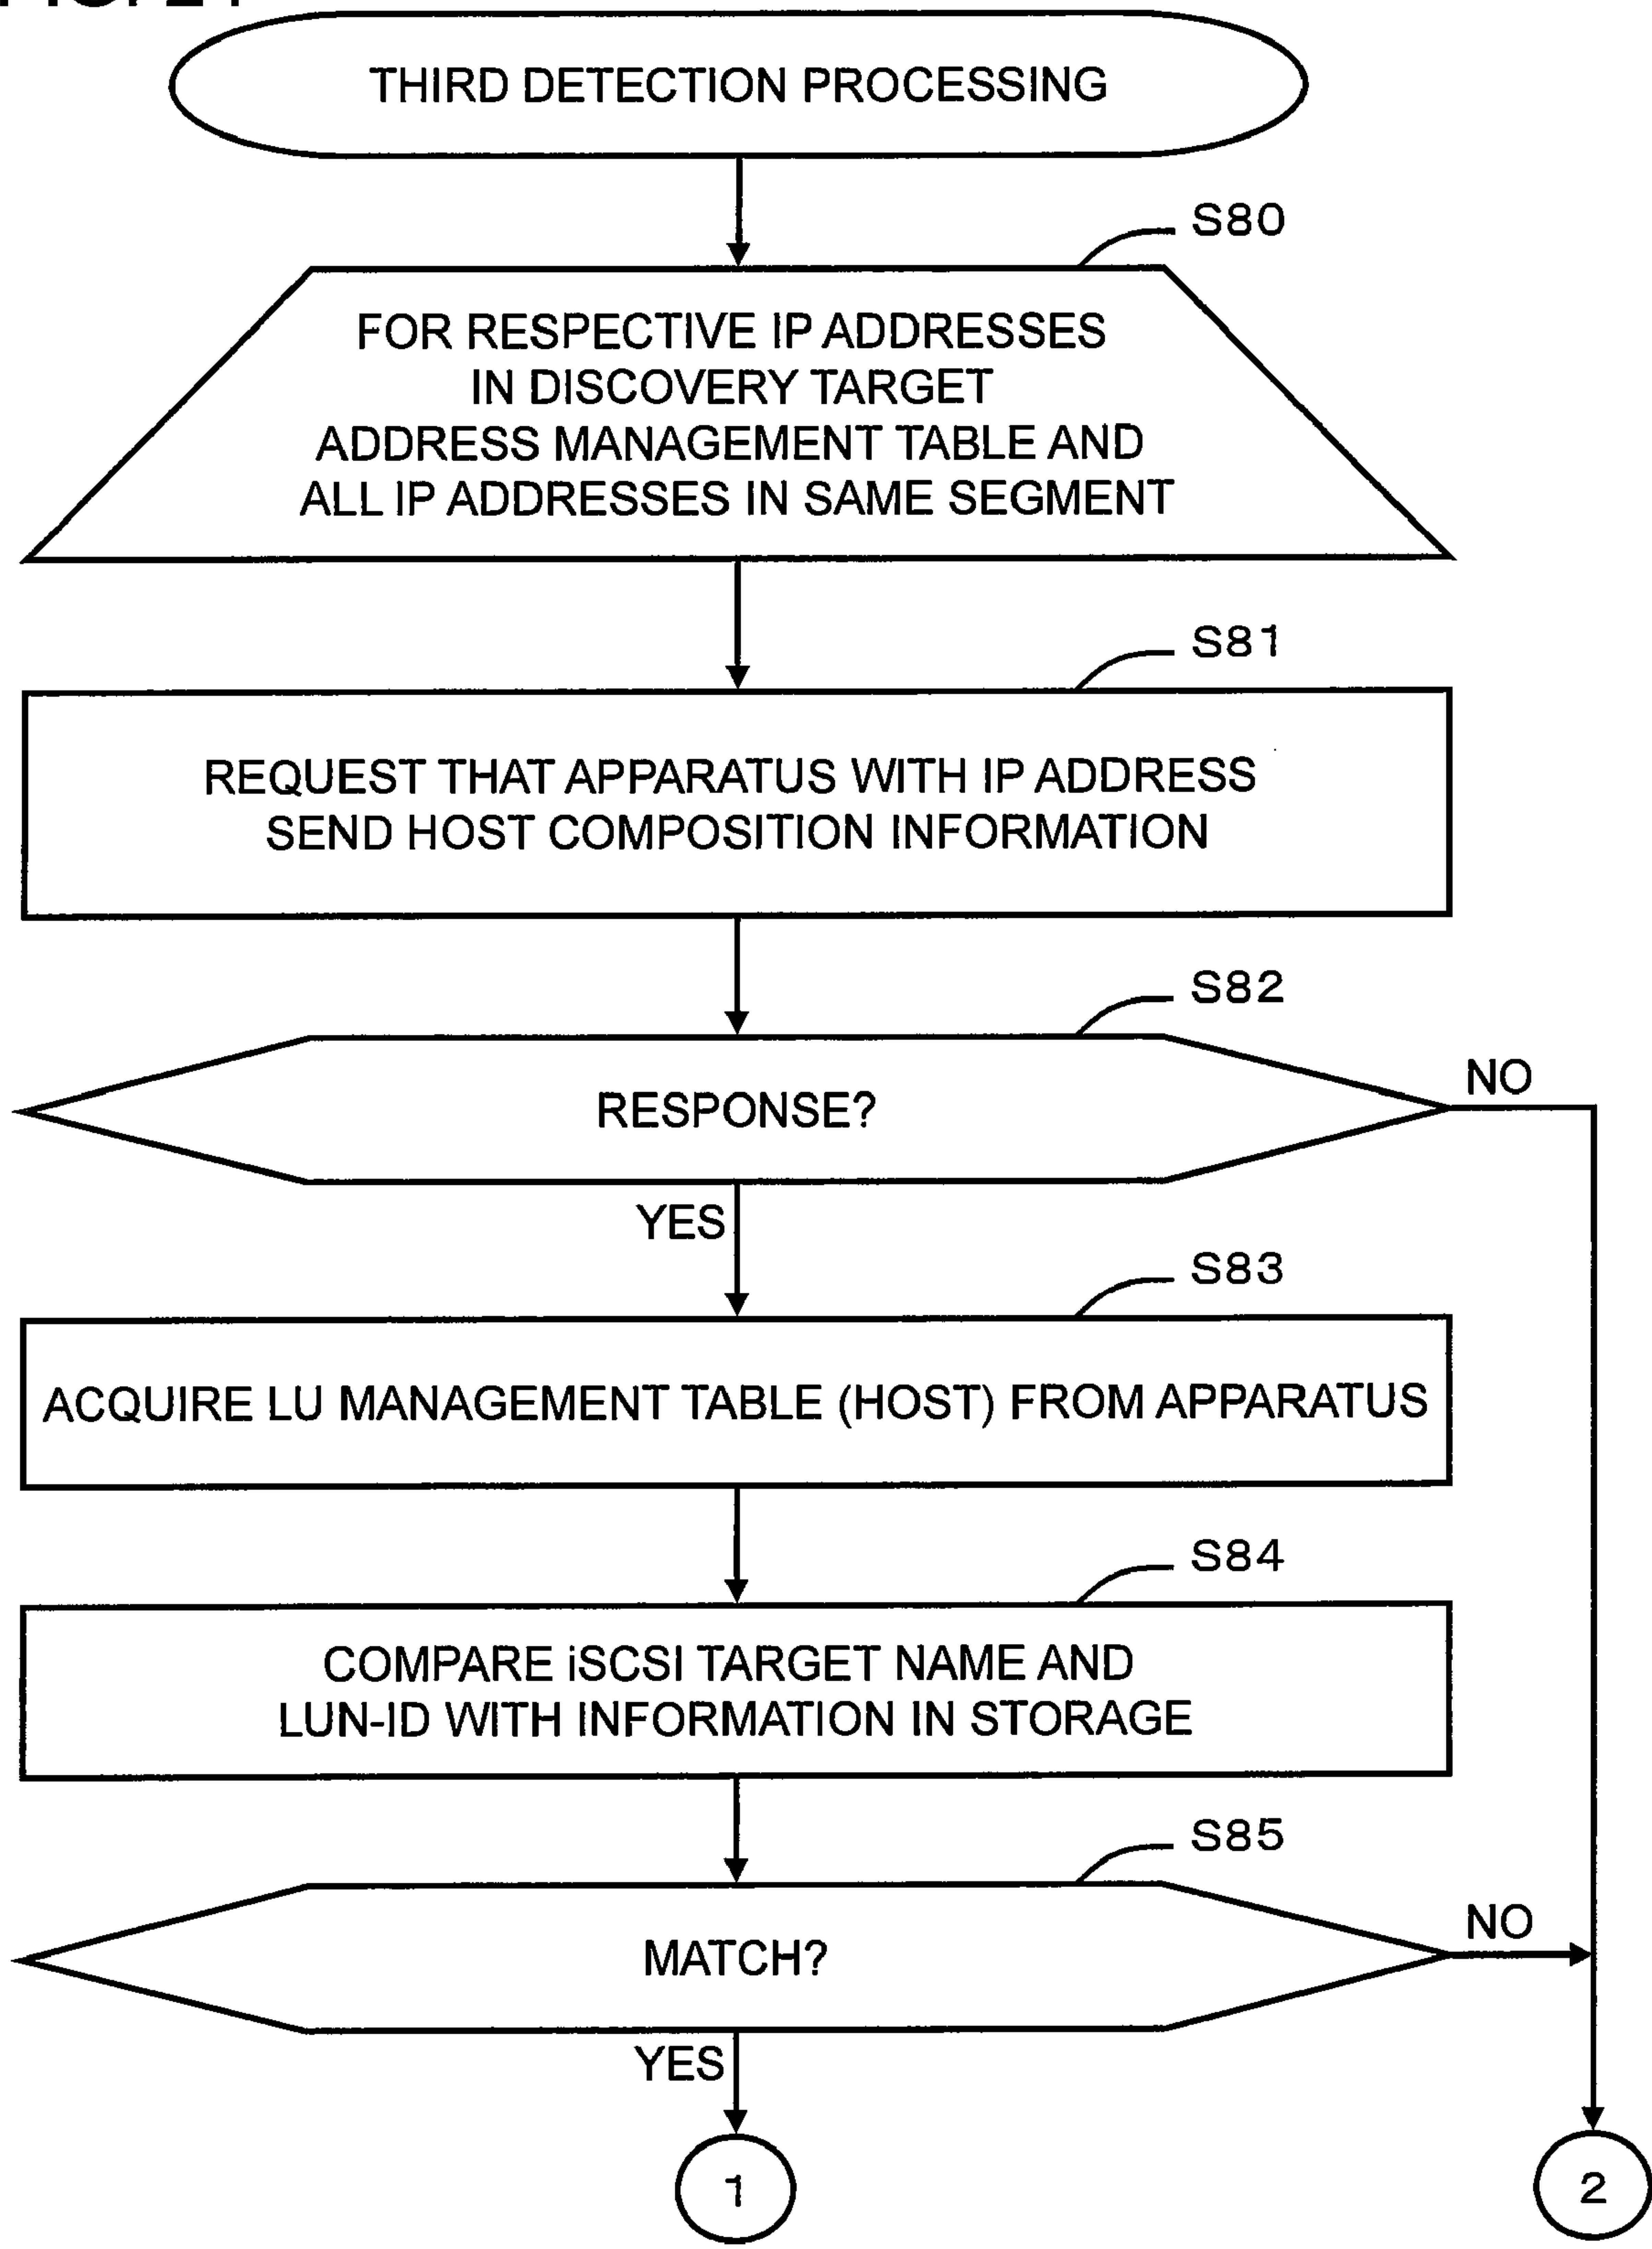 THIRD DETECTION PROCESSING
S80
FOR RESPECTIVE IP ADDRESSES
IN DISCOVERY TARGET
ADDRESS MANAGEMENT TABLE AND
ALL IP ADDRESSES IN SAME SEGMENT
S81
REQUEST THAT APPARATUS WITH IP ADDRESS
SEND HOST COMPOSITION INFORMATION
S82
RESPONSE?
NO
YES
S83
ACQUIRE LU MANAGEMENT TABLE (HOST) FROM APPARATUS
S84
COMPARE iSCSI TARGET NAME AND
LUN-ID WITH INFORMATION IN STORAGE
S85
MATCH?
NO
YES
1
2